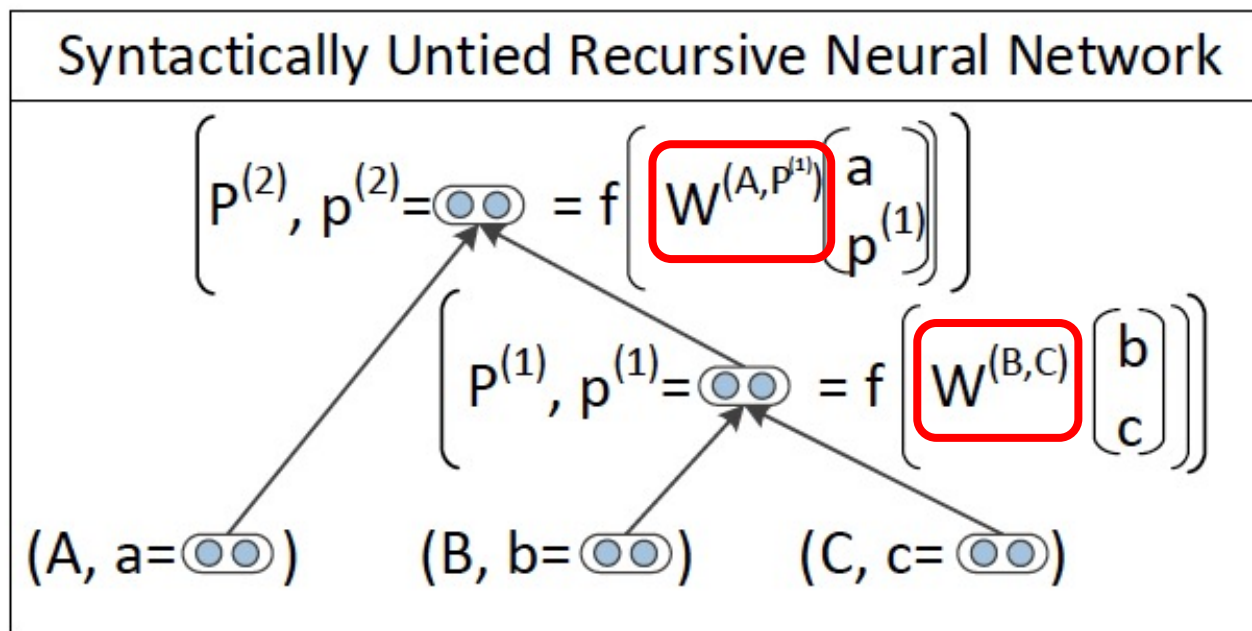 Syntactically Untied Recursive Neural Network
(P^(2), p^(2)= = f(W^(A,P^(1)) (a
p^(1))))
(P^(1), p^(1)= = f(W^(B,C) (b
c)))
(A, a= ) (B, b= ) (C, c= )